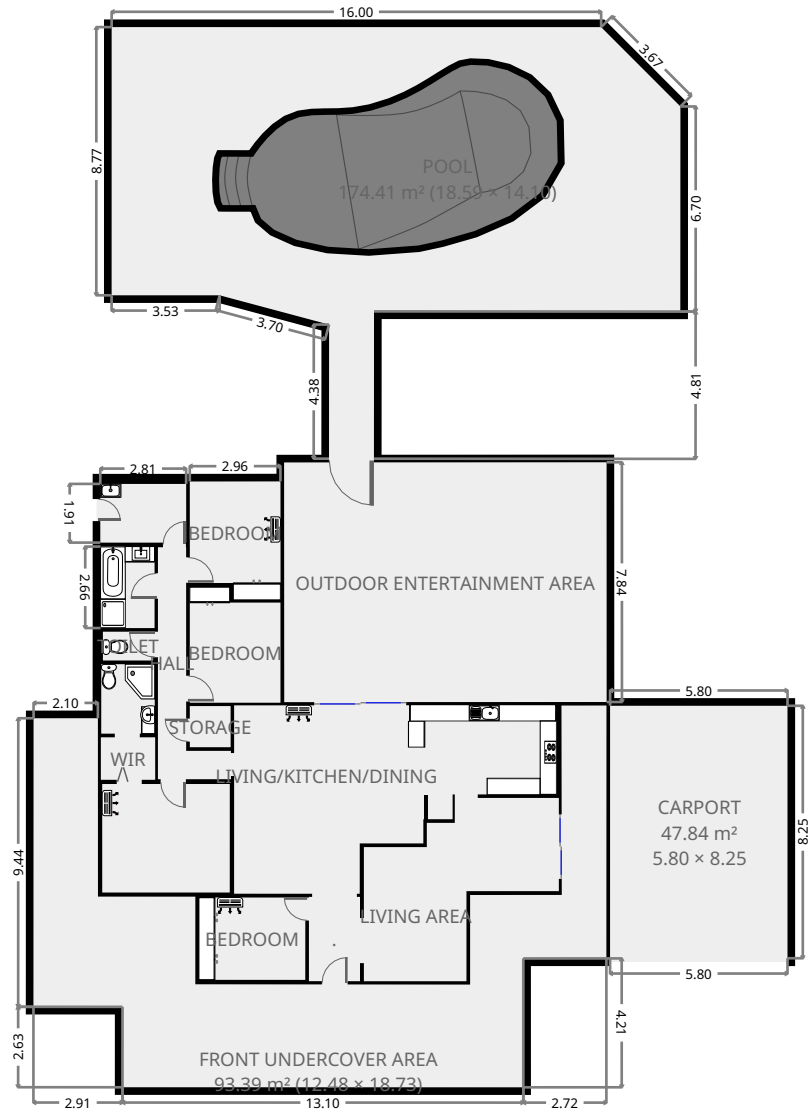 16.00
3.67
8.77
POOL
174.41 m² (18.59 × 14.10)
6.70
3.53
3.70
4.38
4.81
2.81
2.96
1.91
BEDROOM
OUTDOOR ENTERTAINMENT AREA
7.84
2.66
TOILET
HALL
BEDROOM
2.10
5.80
STORAGE
WIR
LIVING/KITCHEN/DINING
CARPORT
47.84 m²
5.80 × 8.25
8.25
9.44
LIVING AREA
BEDROOM
5.80
4.21
2.63
FRONT UNDERCOVER AREA
93.39 m² (12.48 × 18.73)
2.91
13.10
2.72